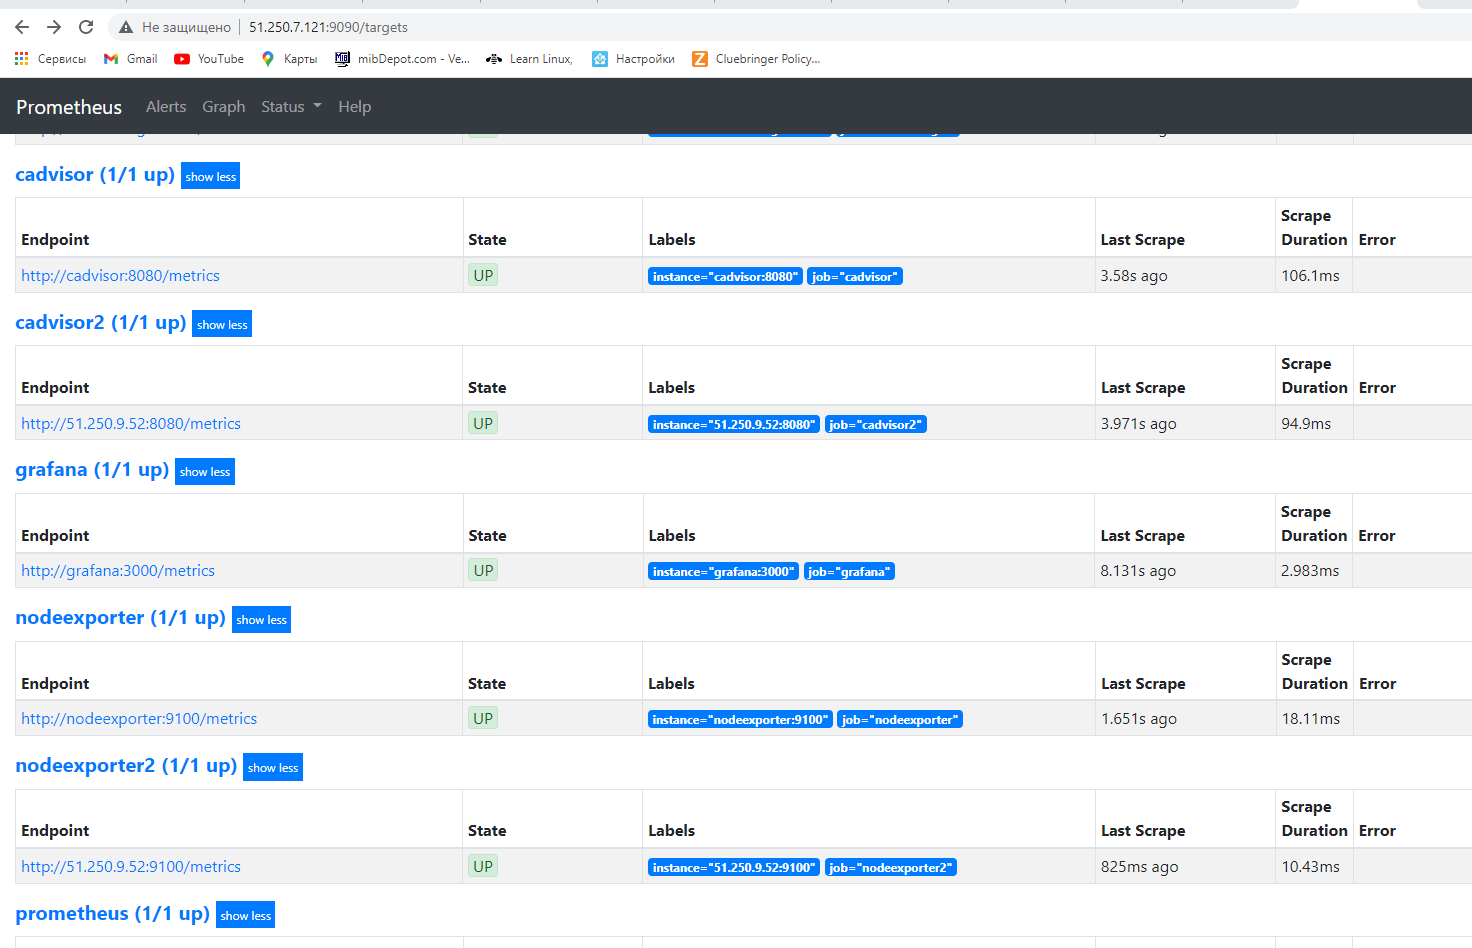 Не защищено 51.250.7.121:9090/targets
Сервисы Gmail YouTube Карты mibDepot.com - Ve... Learn Linux, Настройки Cluebringer Policy...
Prometheus Alerts Graph Status Help
cadvisor (1/1 up) show less
Endpoint State Labels Last Scrape Scrape Duration Error
http://cadvisor:8080/metrics UP instance="cadvisor:8080" job="cadvisor" 3.58s ago 106.1ms
cadvisor2 (1/1 up) show less
Endpoint State Labels Last Scrape Scrape Duration Error
http://51.250.9.52:8080/metrics UP instance="51.250.9.52:8080" job="cadvisor2" 3.971s ago 94.9ms
grafana (1/1 up) show less
Endpoint State Labels Last Scrape Scrape Duration Error
http://grafana:3000/metrics UP instance="grafana:3000" job="grafana" 8.131s ago 2.983ms
nodeexporter (1/1 up) show less
Endpoint State Labels Last Scrape Scrape Duration Error
http://nodeexporter:9100/metrics UP instance="nodeexporter:9100" job="nodeexporter" 1.651s ago 18.11ms
nodeexporter2 (1/1 up) show less
Endpoint State Labels Last Scrape Scrape Duration Error
http://51.250.9.52:9100/metrics UP instance="51.250.9.52:9100" job="nodeexporter2" 825ms ago 10.43ms
prometheus (1/1 up) show less